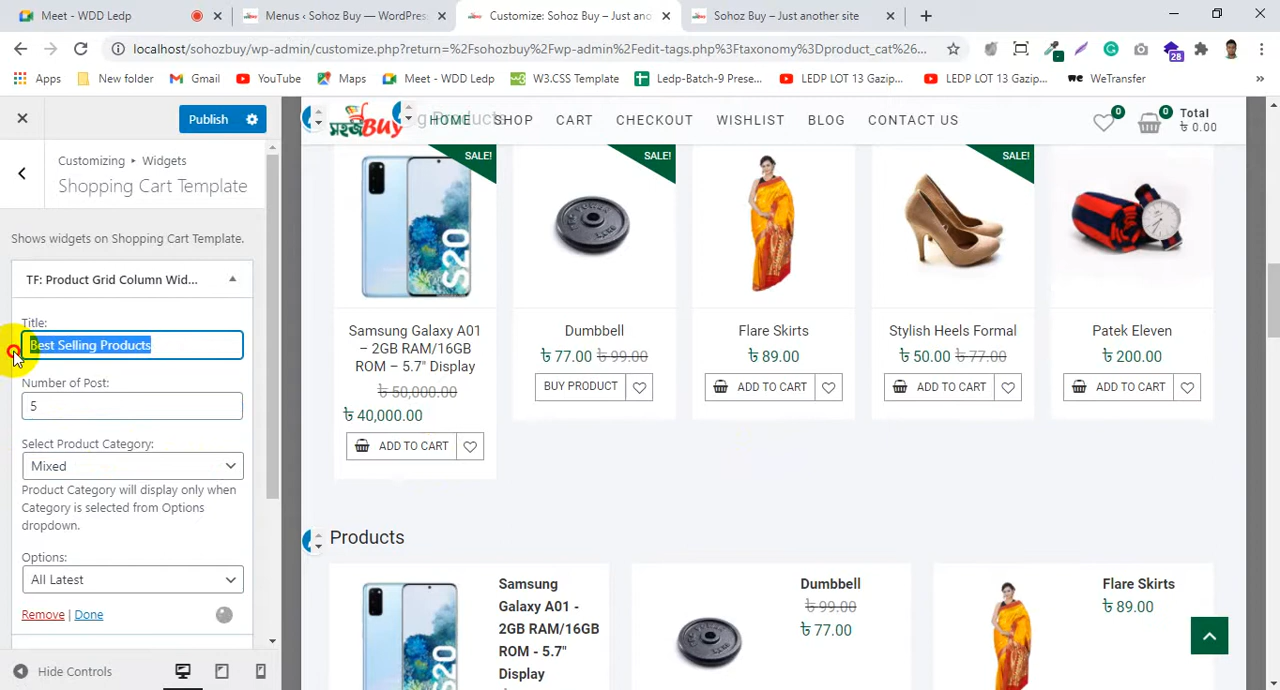 Meet - WDD Ledp
Menus ‹ Sohoz Buy — WordPres
Customize: Sohoz Buy – Just ano
Sohoz Buy – Just another site
localhost/sohozbuy/wp-admin/customize.php?return=%2Fsohozbuy%2Fwp-admin%2Fedit-tags.php%3Ftaxonomy%3Dproduct_cat%26...
28
Apps
New folder
Gmail
YouTube
Maps
Meet - WDD Ledp
W3.CSS Template
Ledp-Batch-9 Prese...
LEDP LOT 13 Gazip...
LEDP LOT 13 Gazip...
WeTransfer
»
Publish
Customizing ▸ Widgets
Shopping Cart Template
Shows widgets on Shopping Cart Template.
TF: Product Grid Column Wid...
Title:
Best Selling Products
Number of Post:
5
Select Product Category:
Mixed
Product Category will display only when
Category is selected from Options
dropdown.
Options:
All Latest
Remove | Done
Hide Controls
সহজBuy
g Products
HOME SHOP CART CHECKOUT WISHLIST BLOG CONTACT US
0
0
Total
৳ 0.00
SALE!
SALE!
SALE!
S20
Samsung Galaxy A01
– 2GB RAM/16GB
ROM – 5.7" Display
৳ 50,000.00
৳ 40,000.00
ADD TO CART
Dumbbell
৳ 77.00 ৳ 99.00
BUY PRODUCT
Flare Skirts
৳ 89.00
ADD TO CART
Stylish Heels Formal
৳ 50.00 ৳ 77.00
ADD TO CART
Patek Eleven
৳ 200.00
ADD TO CART
Products
S20
Samsung
Galaxy A01 -
2GB RAM/16GB
ROM - 5.7"
Display
Dumbbell
৳ 99.00
৳ 77.00
Flare Skirts
৳ 89.00